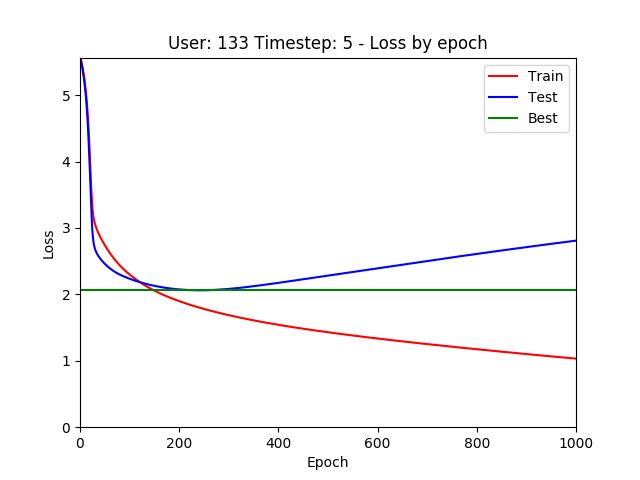 User: 133 Timestep: 5 - Loss by epoch
Train
Test
Best
5
4
3
2
1
0
Loss
0 200 400 600 800 1000
Epoch